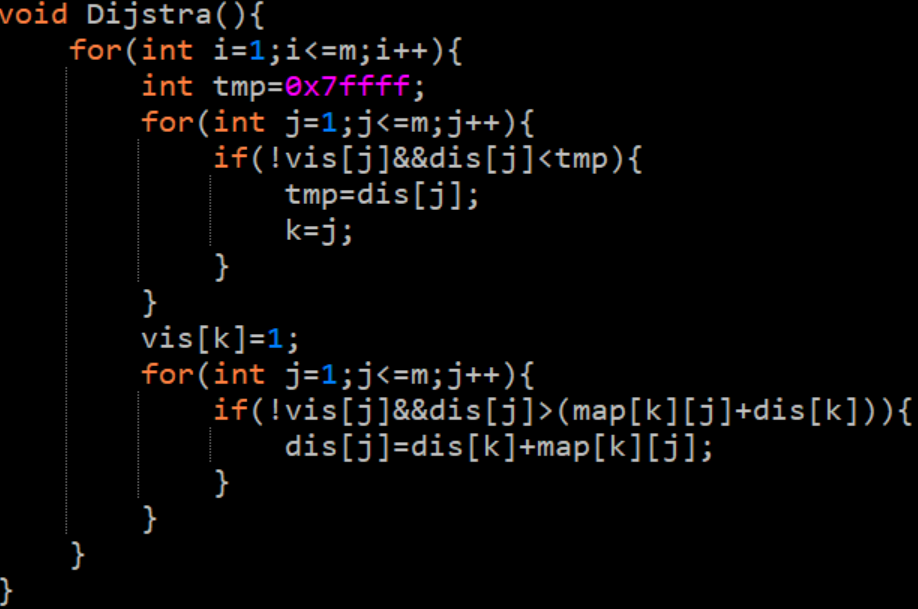 void Dijstra(){
for(int i=1;i<=m;i++){
int tmp=0x7ffff;
for(int j=1;j<=m;j++){
if(!vis[j]&&dis[j]<tmp){
tmp=dis[j];
k=j;
}
}
vis[k]=1;
for(int j=1;j<=m;j++){
if(!vis[j]&&dis[j]>(map[k][j]+dis[k])){
dis[j]=dis[k]+map[k][j];
}
}
}
}